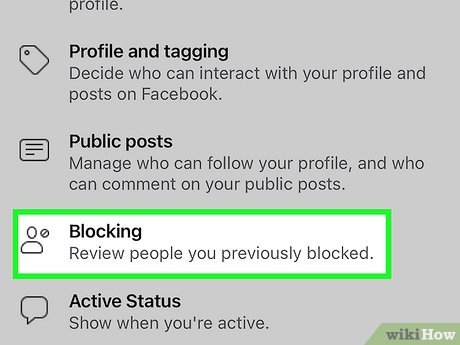 profile.
Profile and tagging
Decide who can interact with your profile and
posts on Facebook.
Public posts
Manage who can follow your profile, and who
can comment on your public posts.
Blocking
Review people you previously blocked.
Active Status
Show when you're active.
wikiHow